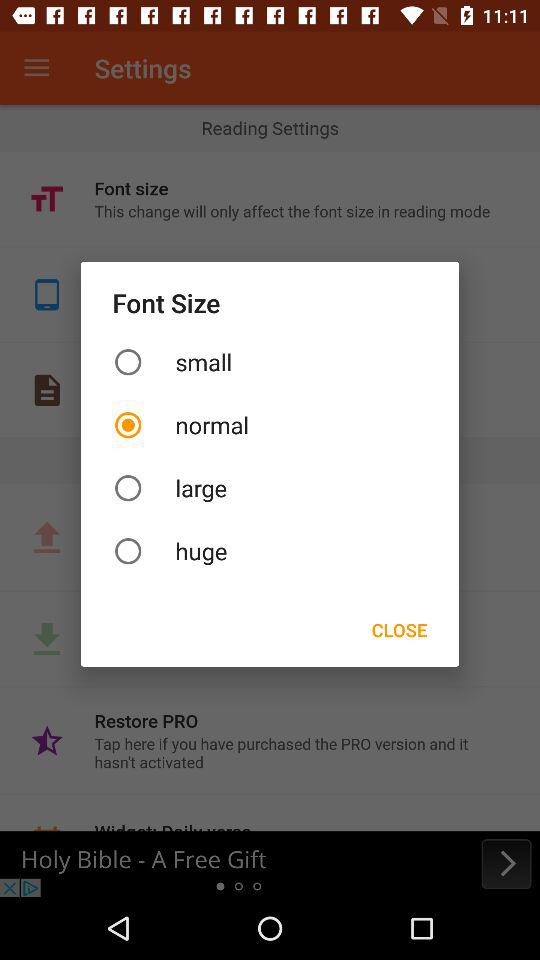 11:11
Settings
Reading Settings
Font size
This change will only affect the font size in reading mode
Font Size
small
normal
large
huge
CLOSE
Restore PRO
Tap here if you have purchased the PRO version and it
hasn't activated
Widget: Daily verse
Holy Bible - A Free Gift